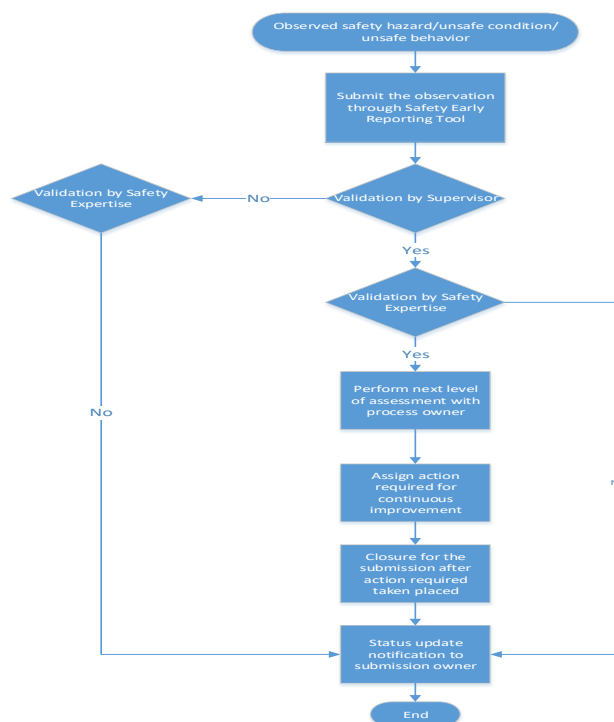 Observed safety hazard/unsafe condition/
unsafe behavior
Submit the observation
through Safety Early
Reporting Tool
Validation by Safety
Expertise
No
Validation by Supervisor
Yes
Validation by Safety
Expertise
Yes
Perform next level
of assessment with
process owner
No
Assign action
required for
continuous
improvement
Closure for the
submission after
action required
taken placed
Status update
notification to
submission owner
End